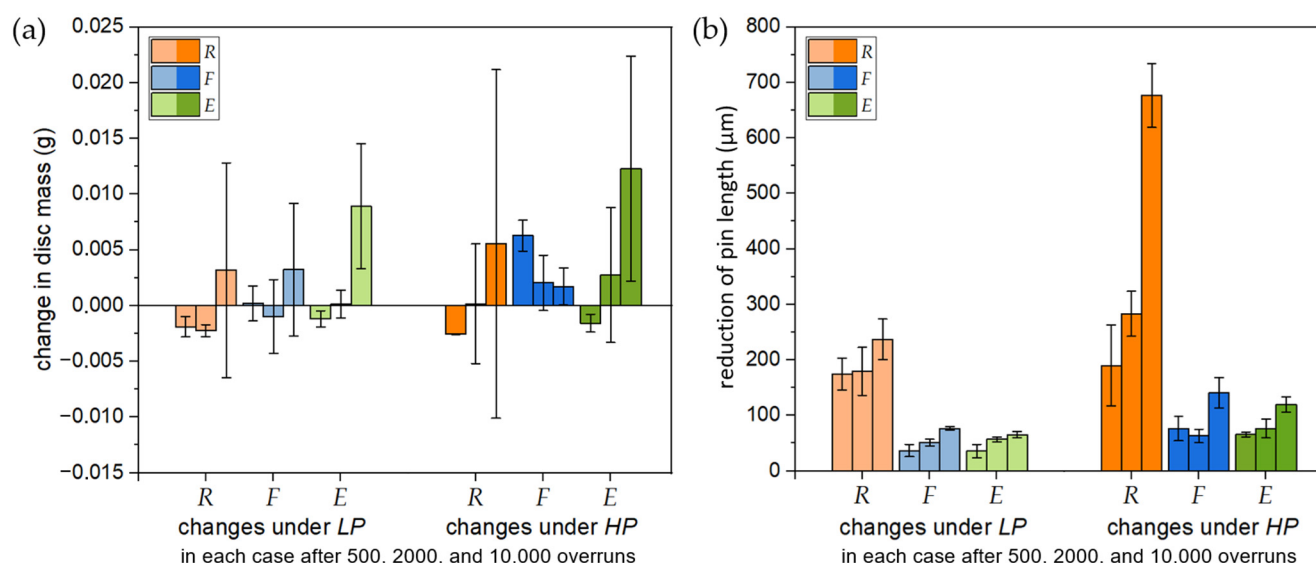 (a)
change in disc mass (g)
0.025
0.020
0.015
0.010
0.005
0.000
−0.005
−0.010
−0.015
R
F
E
R F E R F E
changes under LP changes under HP
in each case after 500, 2000, and 10,000 overruns
(b)
reduction of pin length (µm)
800
700
600
500
400
300
200
100
0
R
F
E
R F E R F E
changes under LP changes under HP
in each case after 500, 2000, and 10,000 overruns